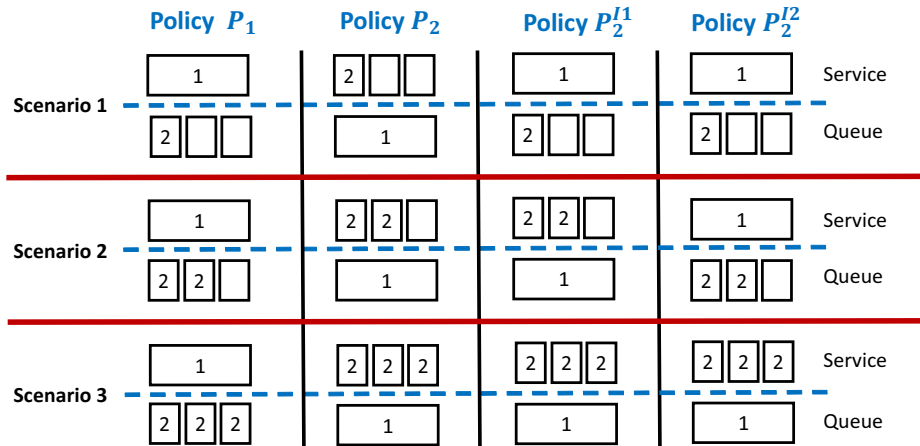 Policy P₁ Policy P₂ Policy P₂ᴵ¹ Policy P₂ᴵ²
1 2 1 1 Service
Scenario 1
2 1 2 2 Queue
1 2 2 2 2 1 Service
Scenario 2
2 2 1 1 2 2 Queue
1 2 2 2 2 2 2 2 2 2 Service
Scenario 3
2 2 2 1 1 1 Queue